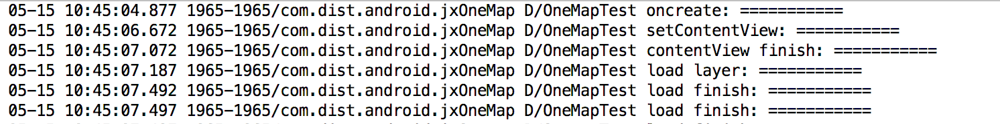 05-15 10:45:04.877 1965-1965/com.dist.android.jxOneMap D/OneMapTest oncreate: ===========
05-15 10:45:06.672 1965-1965/com.dist.android.jxOneMap D/OneMapTest setContentView: ===========
05-15 10:45:07.072 1965-1965/com.dist.android.jxOneMap D/OneMapTest contentView finish: ===========
05-15 10:45:07.187 1965-1965/com.dist.android.jxOneMap D/OneMapTest load layer: ===========
05-15 10:45:07.492 1965-1965/com.dist.android.jxOneMap D/OneMapTest load finish: ===========
05-15 10:45:07.497 1965-1965/com.dist.android.jxOneMap D/OneMapTest load finish: ===========